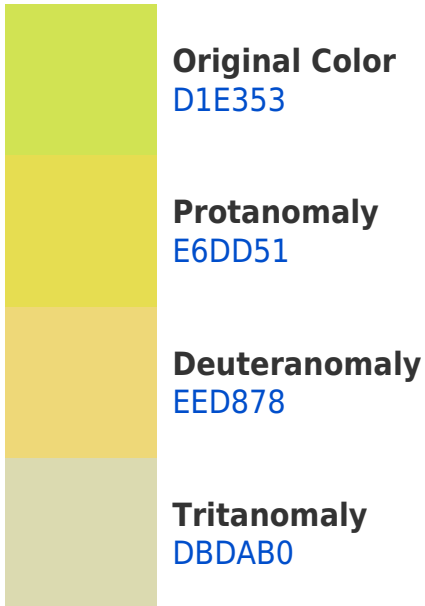 Original Color
D1E353
Protanomaly
E6DD51
Deuteranomaly
EED878
Tritanomaly
DBDAB0